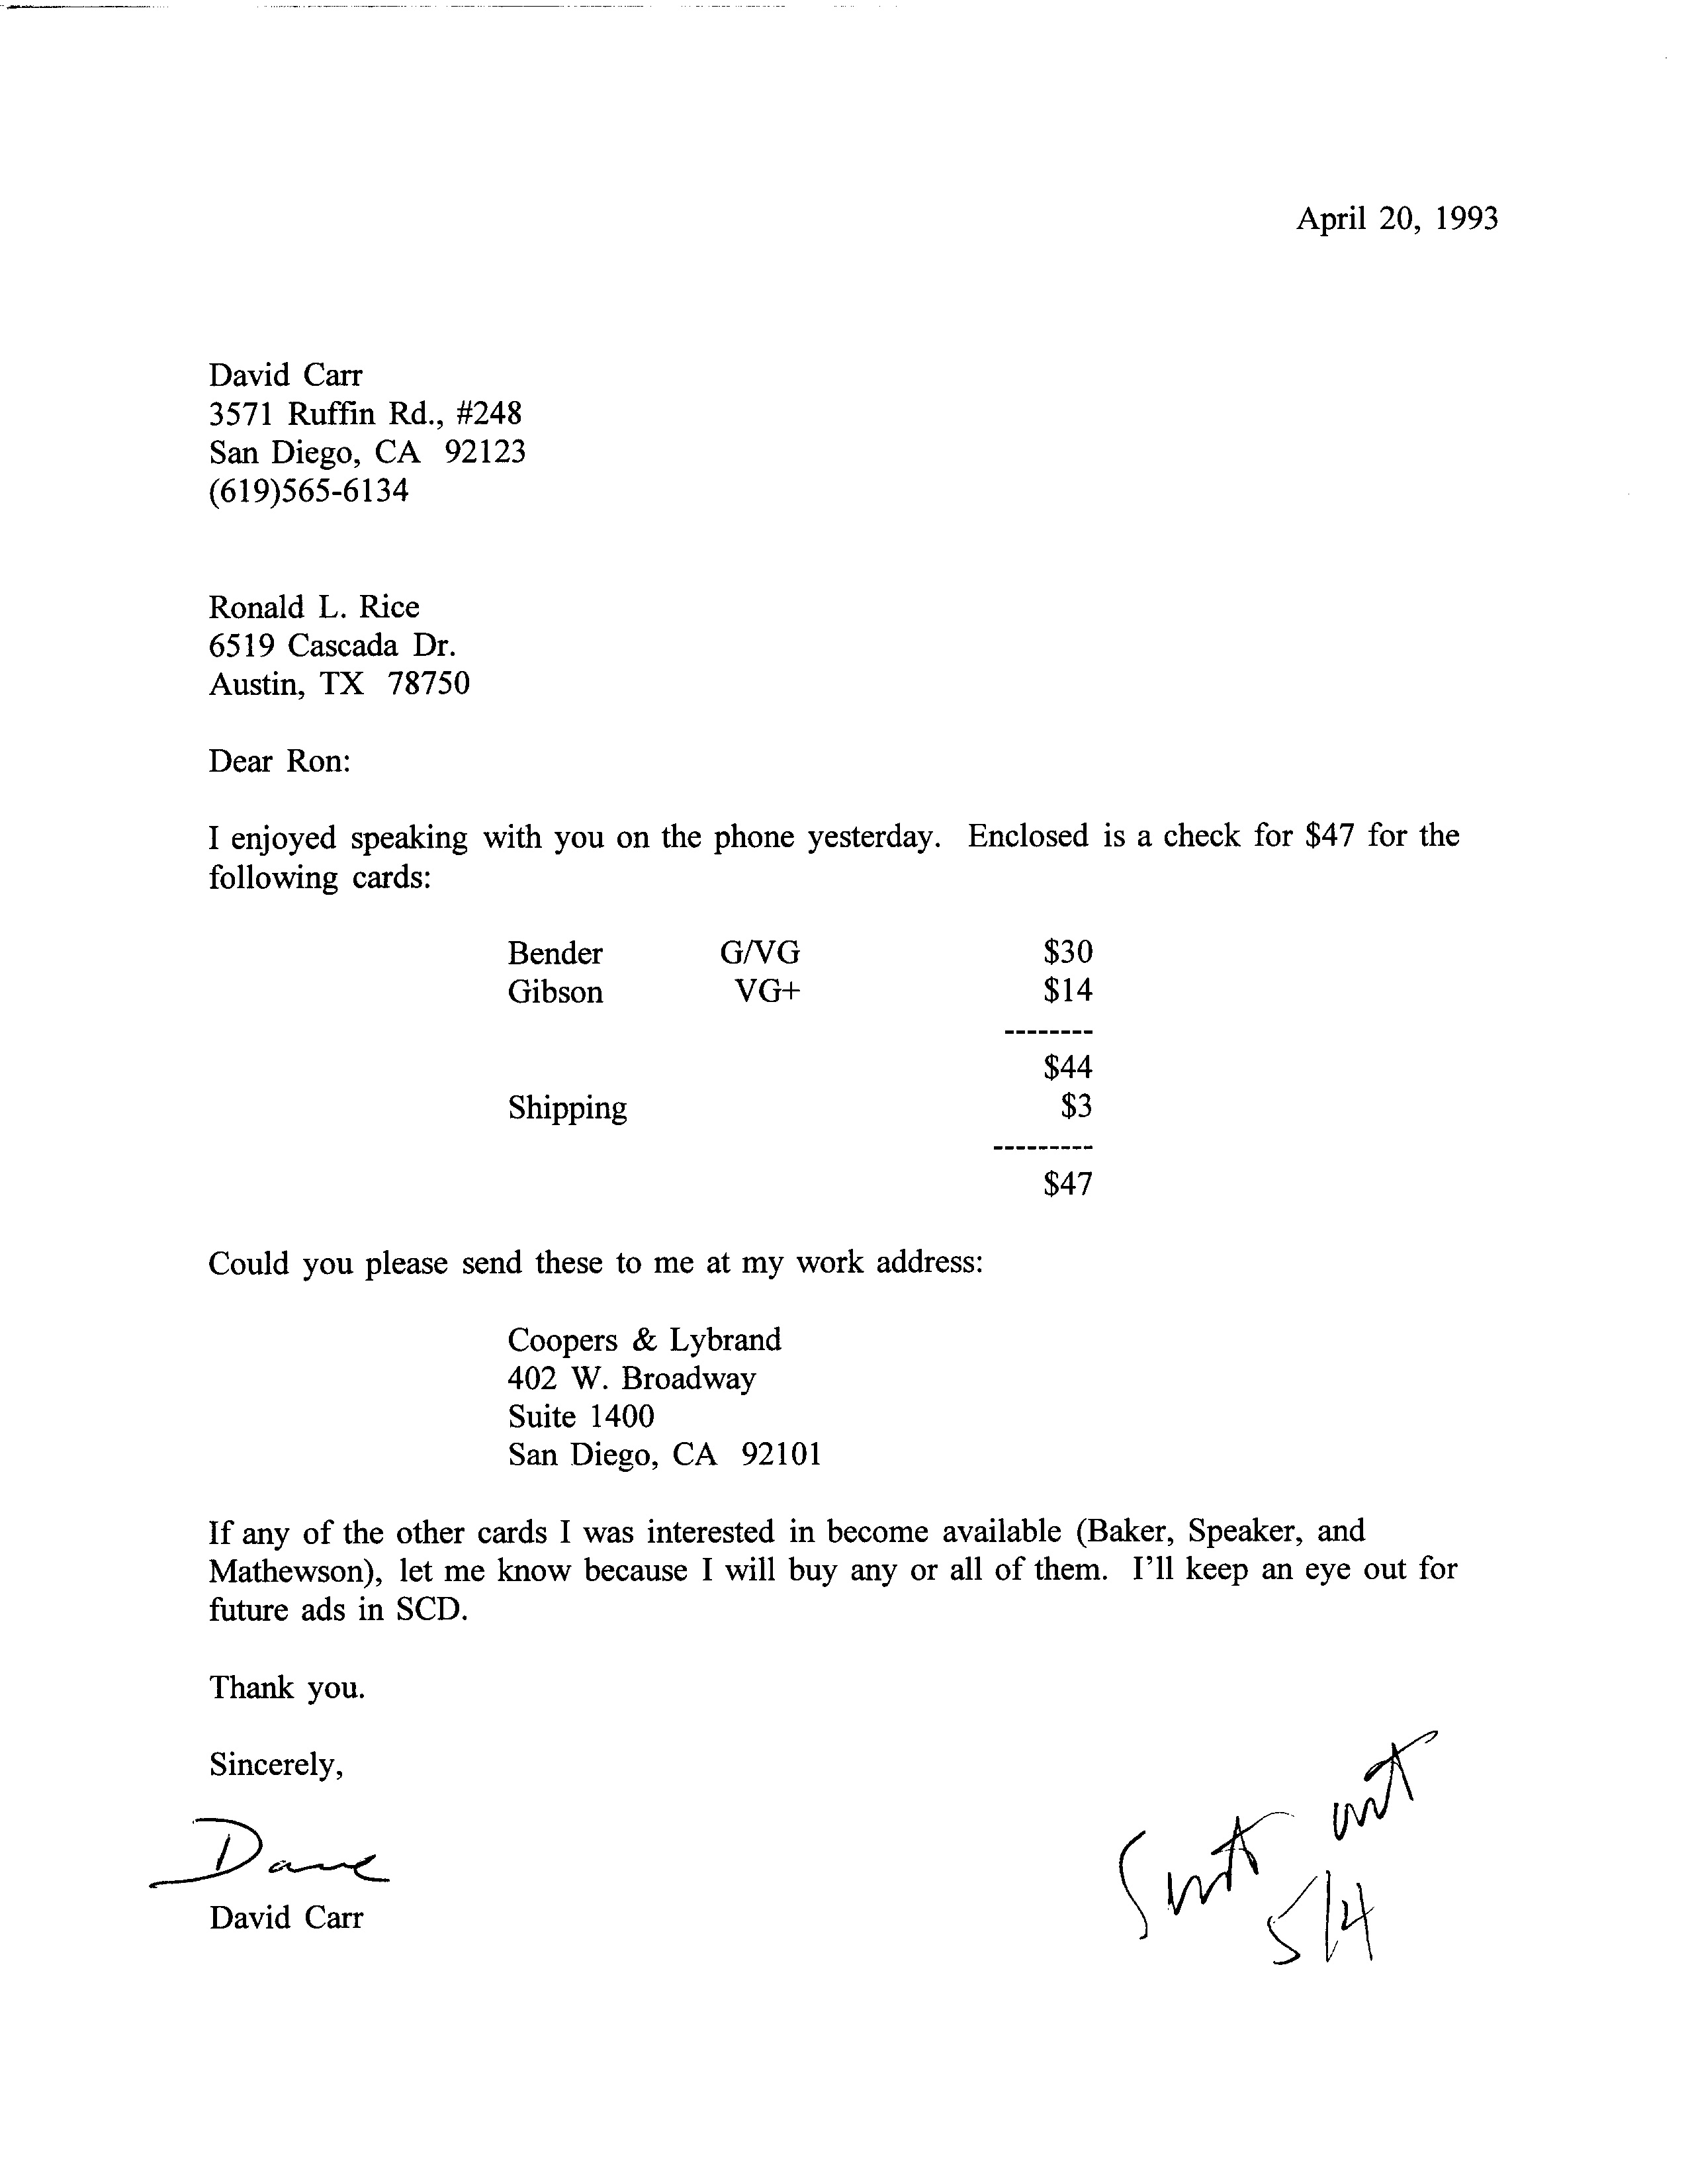 April 20, 1993
David Carr
3571 Ruffin Rd., #248
San Diego, CA 92123
(619)565-6134
Ronald L. Rice
6519 Cascada Dr.
Austin, TX 78750
Dear Ron:
I enjoyed speaking with you on the phone yesterday. Enclosed is a check for $47 for the
following cards:
Bender G/VG $30
Gibson VG+ $14
--------
$44
Shipping $3
---------
$47
Could you please send these to me at my work address:
Coopers & Lybrand
402 W. Broadway
Suite 1400
San Diego, CA 92101
If any of the other cards I was interested in become available (Baker, Speaker, and
Mathewson), let me know because I will buy any or all of them. I'll keep an eye out for
future ads in SCD.
Thank you.
Sincerely,
Dave
David Carr
Sent out
5/4